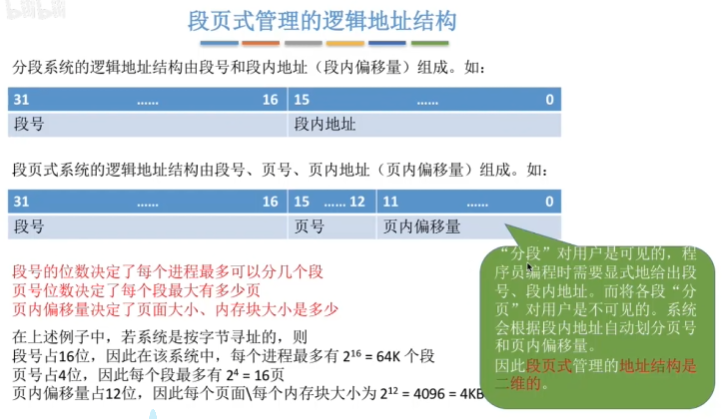 段页式管理的逻辑地址结构
分段系统的逻辑地址结构由段号和段内地址（段内偏移量）组成。如：
31 …… 16 15 …… 0
段号 段内地址
段页式系统的逻辑地址结构由段号、页号、页内地址（页内偏移量）组成。如：
31 …… 16 15 …… 12 11 …… 0
段号 页号 页内偏移量
段号的位数决定了每个进程最多可以分几个段
页号位数决定了每个段最大有多少页
页内偏移量决定了页面大小、内存块大小是多少
在上述例子中，若系统是按字节寻址的，则
段号占16位，因此在该系统中，每个进程最多有 2¹⁶ = 64K 个段
页号占4位，因此每个段最多有 2⁴ = 16页
页内偏移量占12位，因此每个页面\每个内存块大小为 2¹² = 4096 = 4KB
“分段”对用户是可见的，程
序员编程时需要显式地给出段
号、段内地址。而将各段“分
页”对用户是不可见的。系统
会根据段内地址自动划分页号
和页内偏移量。
因此段页式管理的地址结构是
二维的。